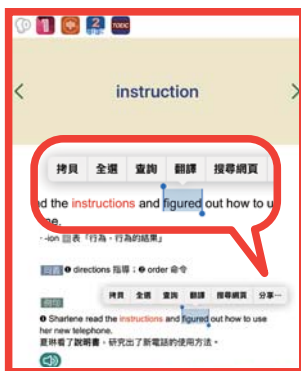 1 2 TOEIC
< instruction >
拷貝 全選 查詢 翻譯 搜尋網頁
nd the instructions and figured out how to u
ne.
-ion 表「行為、行為的結果」
❶ directions 指導；❷ order 命令
拷貝 全選 查詢 翻譯 搜尋網頁 分享⋯
❶ Sharlene read the instructions and figured out how to use
her new telephone.
夏琳看了說明書，研究出了新電話的使用方法。